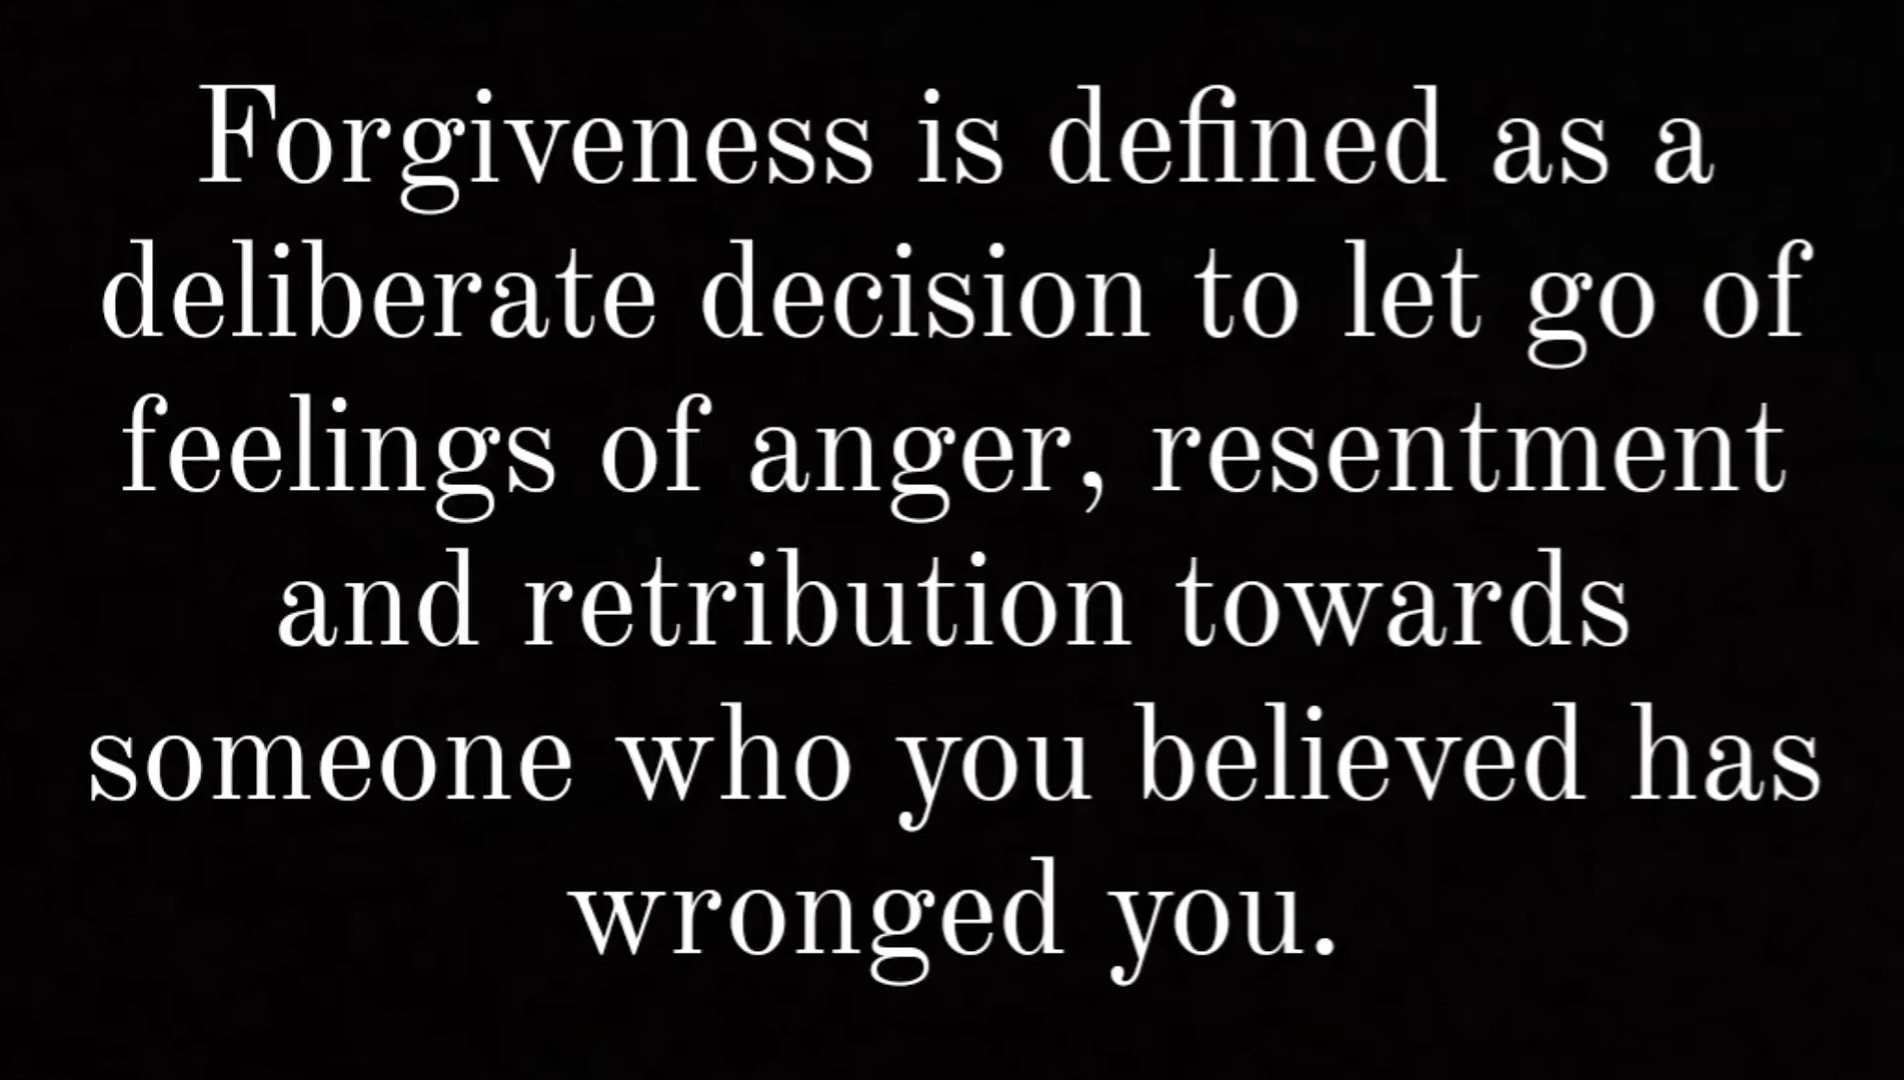 Forgiveness is defined as a
deliberate decision to let go of
feelings of anger, resentment
and retribution towards
someone who you believed has
wronged you.